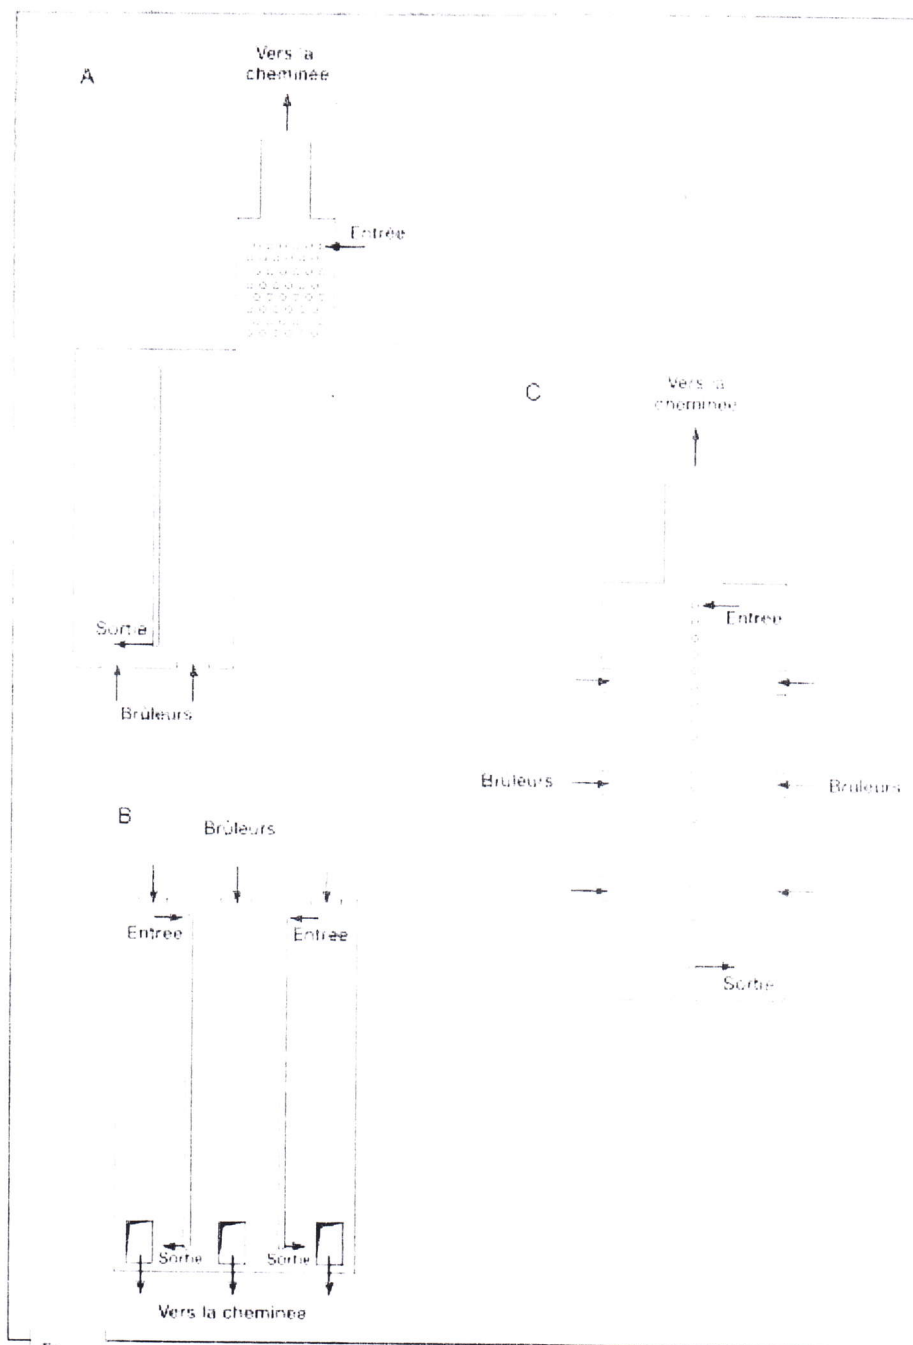 A
Vers la
cheminée
Entrée
Sortie
Brûleurs
B
Brûleurs
Entrée
Entrée
Sortie
Sortie
Vers la cheminée
C
Vers la
cheminée
Entrée
Brûleurs
Brûleurs
Sortie